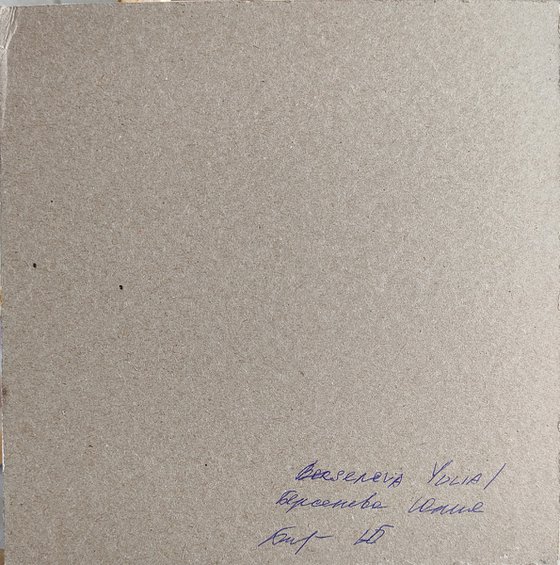 Berseneva Yulia/
Берсенева Юлия